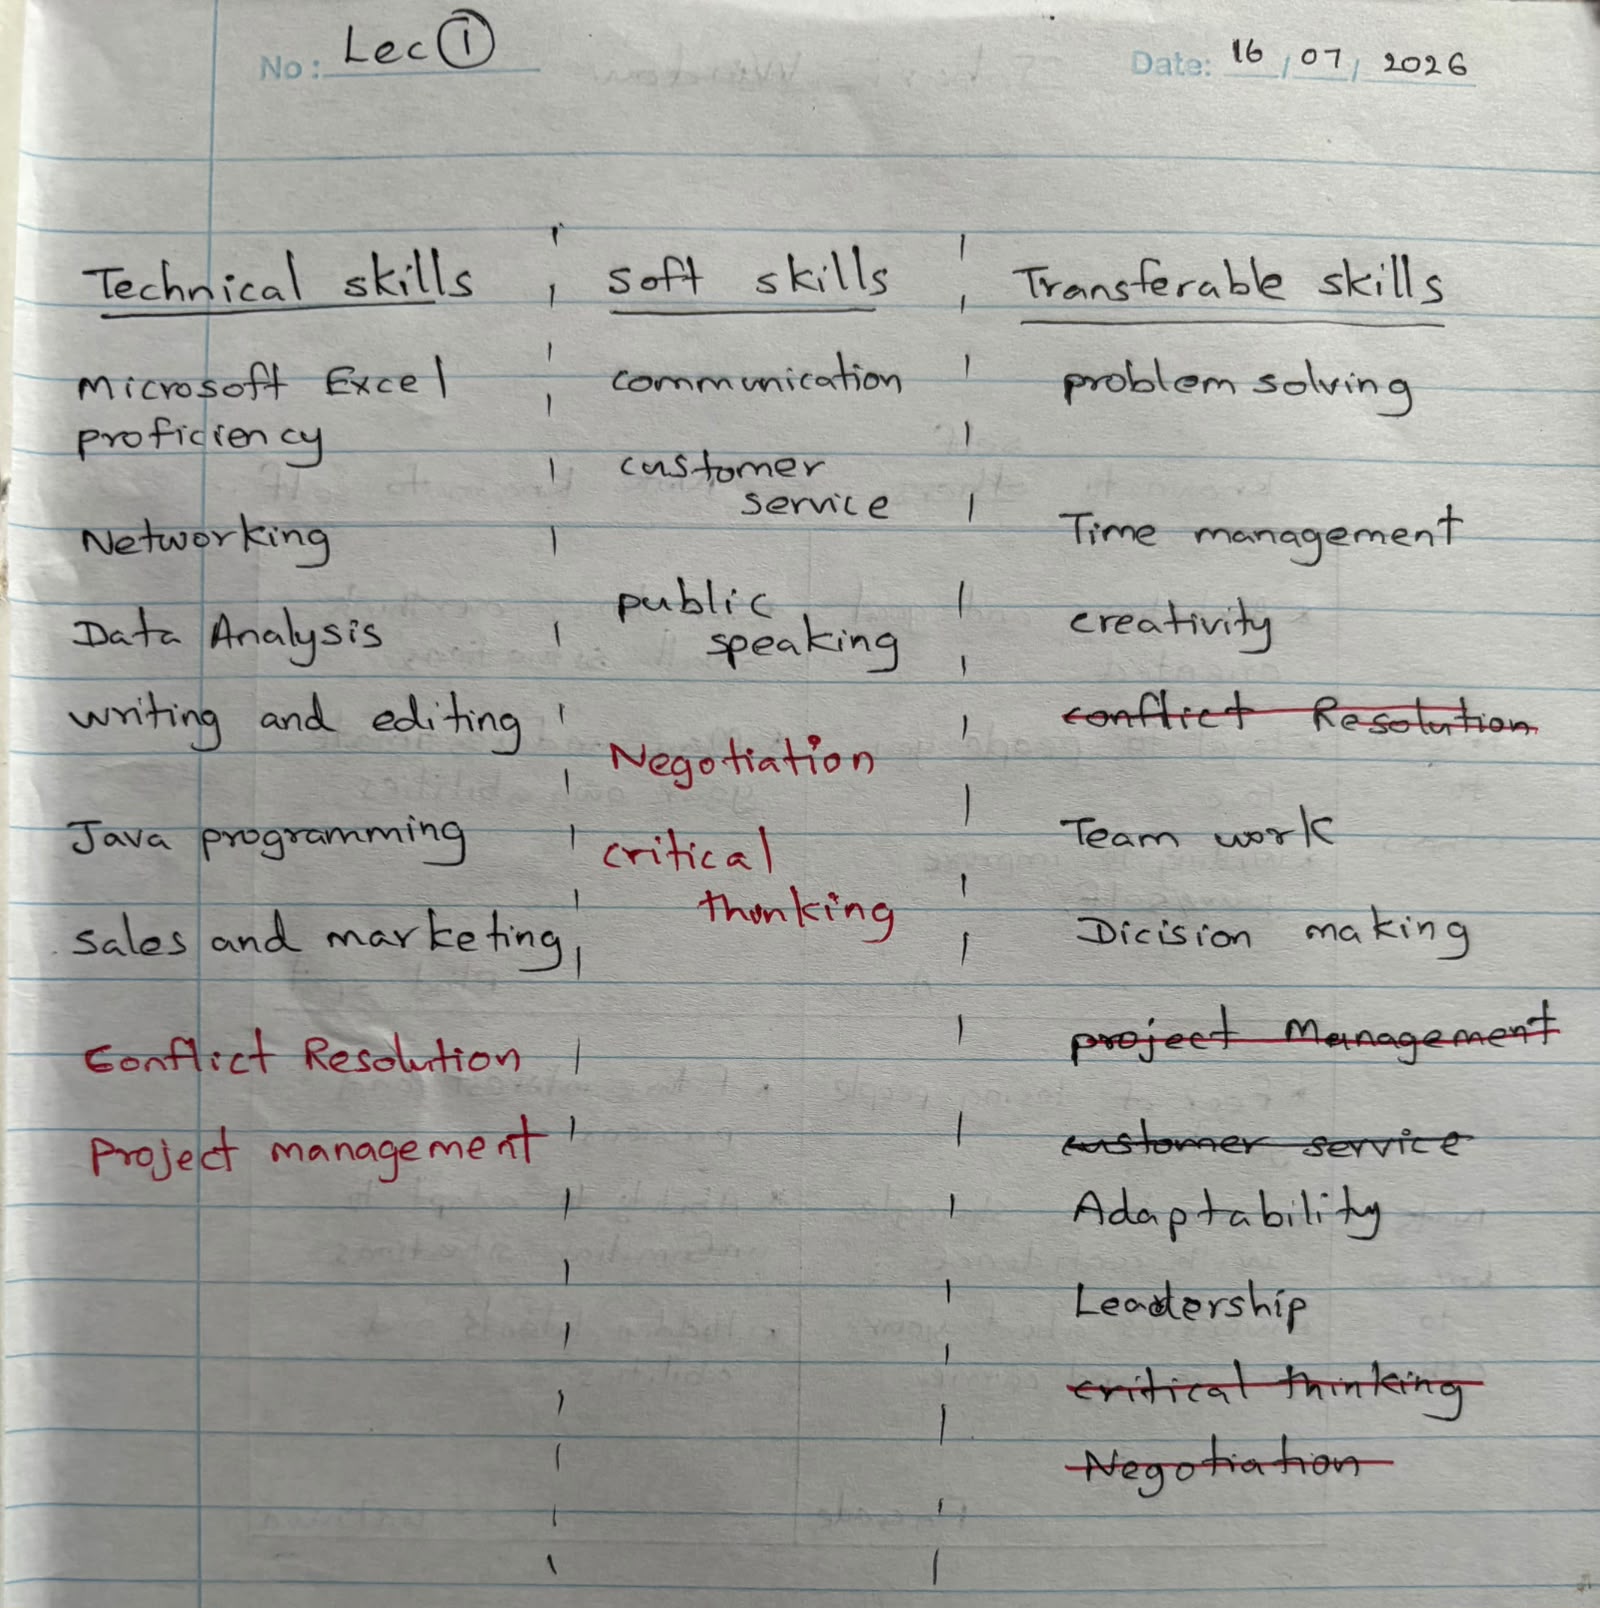 No: Lec 1
Date: 16/07/2026
Technical skills
Microsoft Excel
proficiency
Networking
Data Analysis
writing and editing
Java programming
sales and marketing
Conflict Resolution
Project management
soft skills
communication
customer
service
public
speaking
Negotiation
critical
thinking
Transferable skills
problem solving
Time management
creativity
conflict Resolution
Team work
Dicision making
project Management
customer service
Adaptability
Leadership
critical thinking
Negotiation